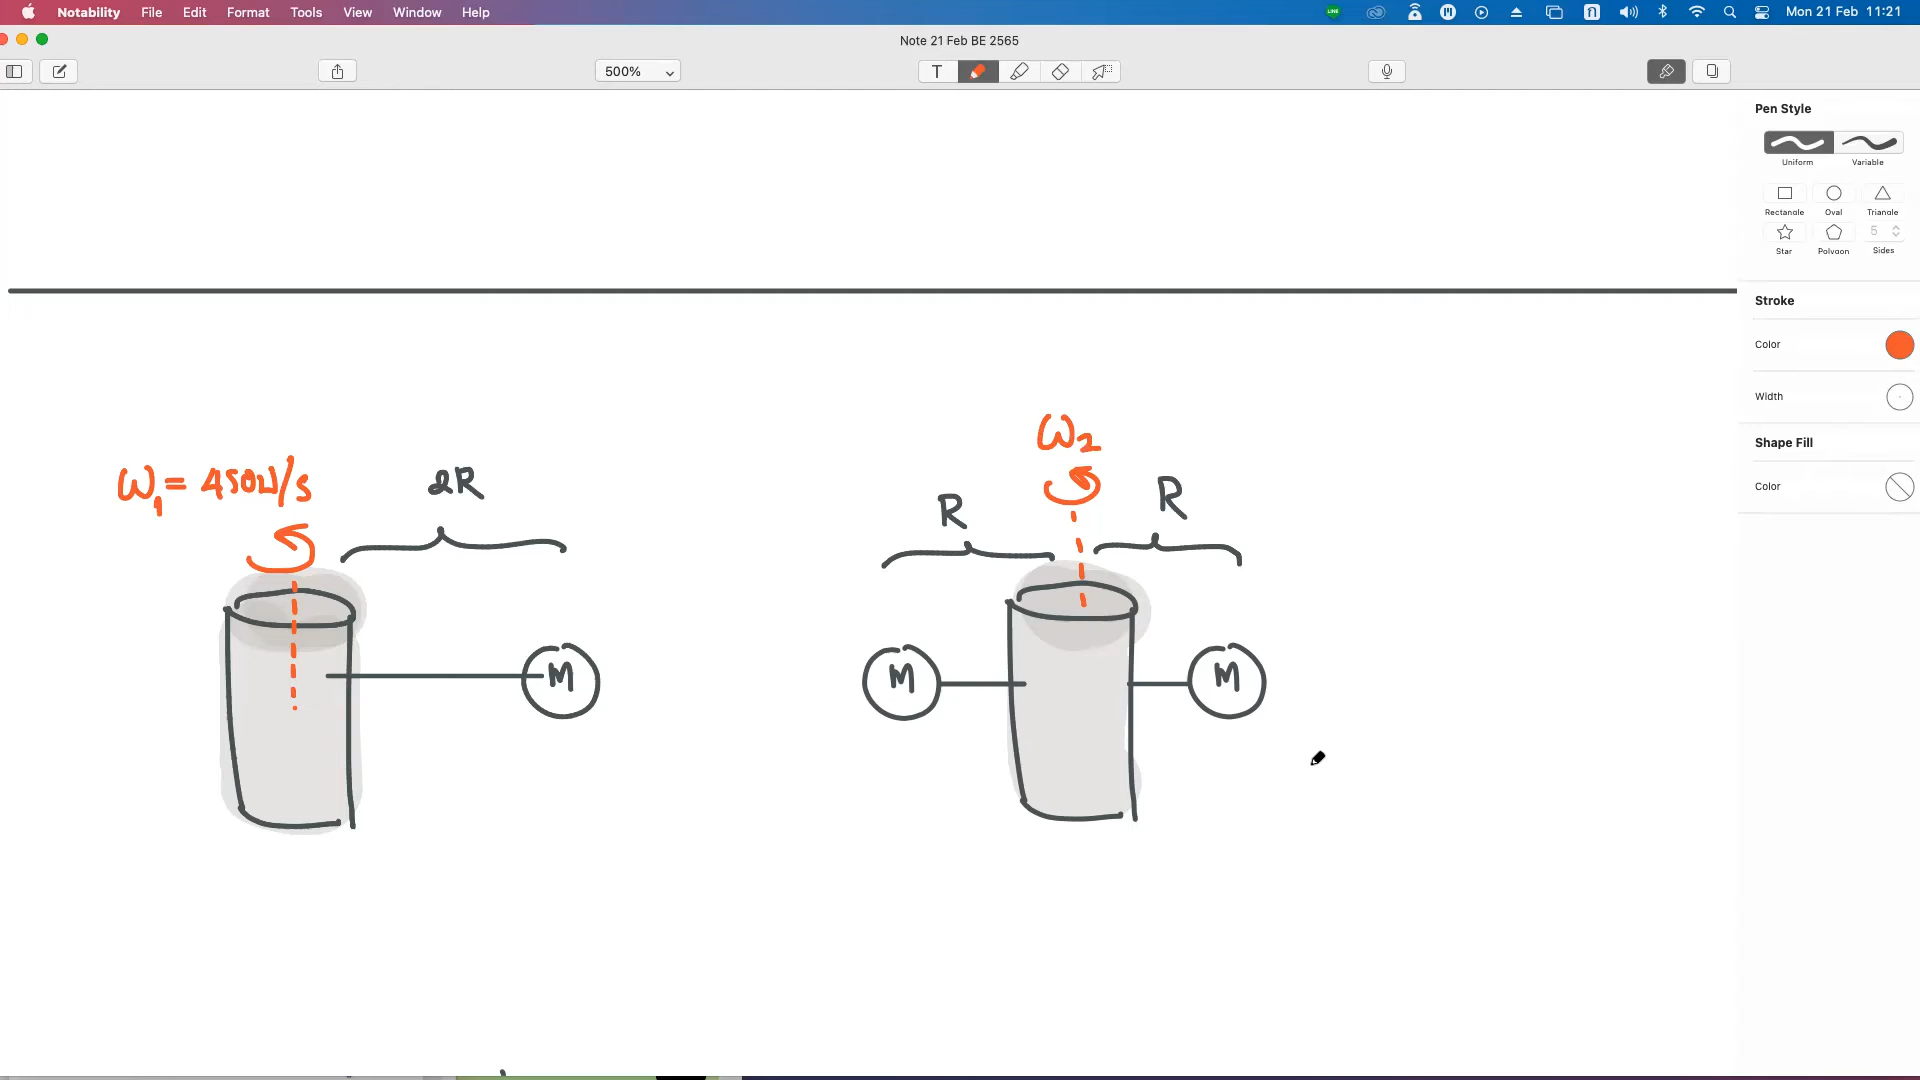 Notability File Edit Format Tools View Window Help
LINE
ก
Mon 21 Feb 11:21
Note 21 Feb BE 2565
500%
T
Pen Style
Uniform Variable
Rectangle Oval Triangle
5
Star Polygon Sides
Stroke
Color
Width
Shape Fill
Color
ω₂
ω₁ =
/s
2R
R
R
M
M
M